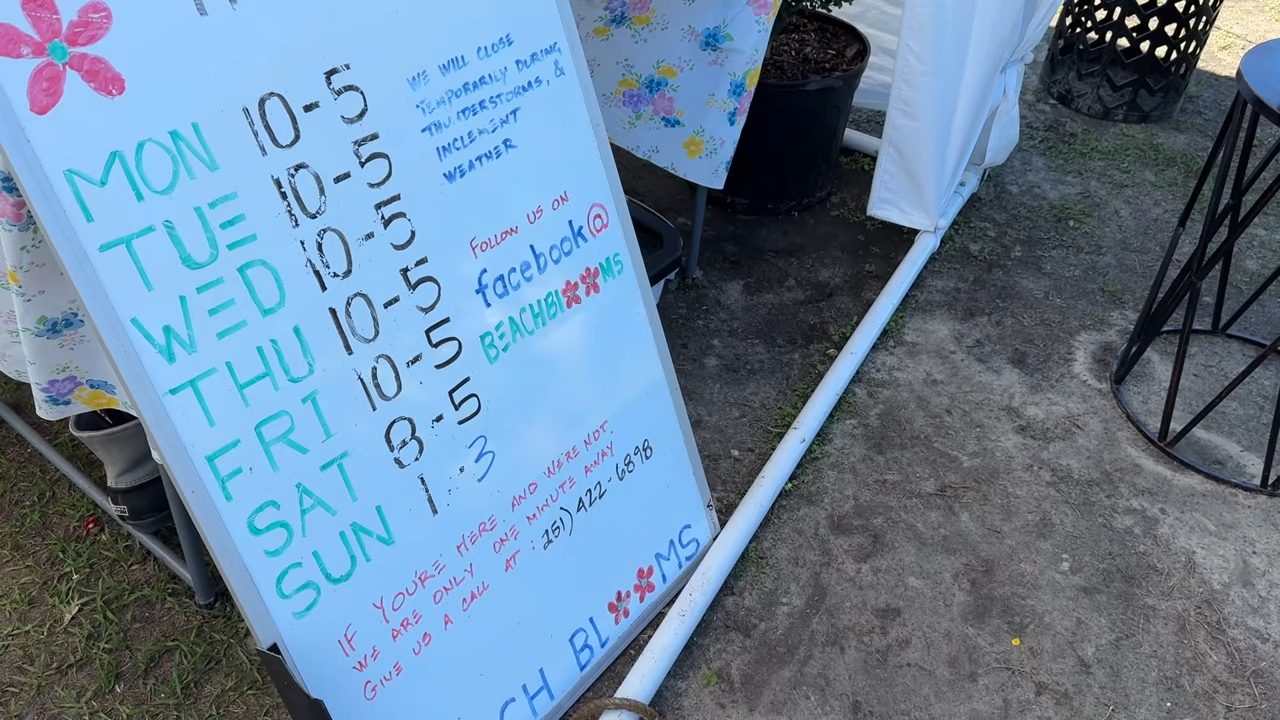 MON 10-5
TUE 10-5
WED 10-5
THU 10-5
FRI 10-5
SAT 8-5
SUN 1-3
WE WILL CLOSE
TEMPORARILY DURING
THUNDERSTORMS, &
INCLEMENT
WEATHER
FOLLOW US ON
facebook@
BEACHBLOOMS
IF YOU'RE HERE AND WE'RE NOT
WE ARE ONLY ONE MINUTE AWAY
GIVE US A CALL AT : 251) 422-6898
CH BLOOMS